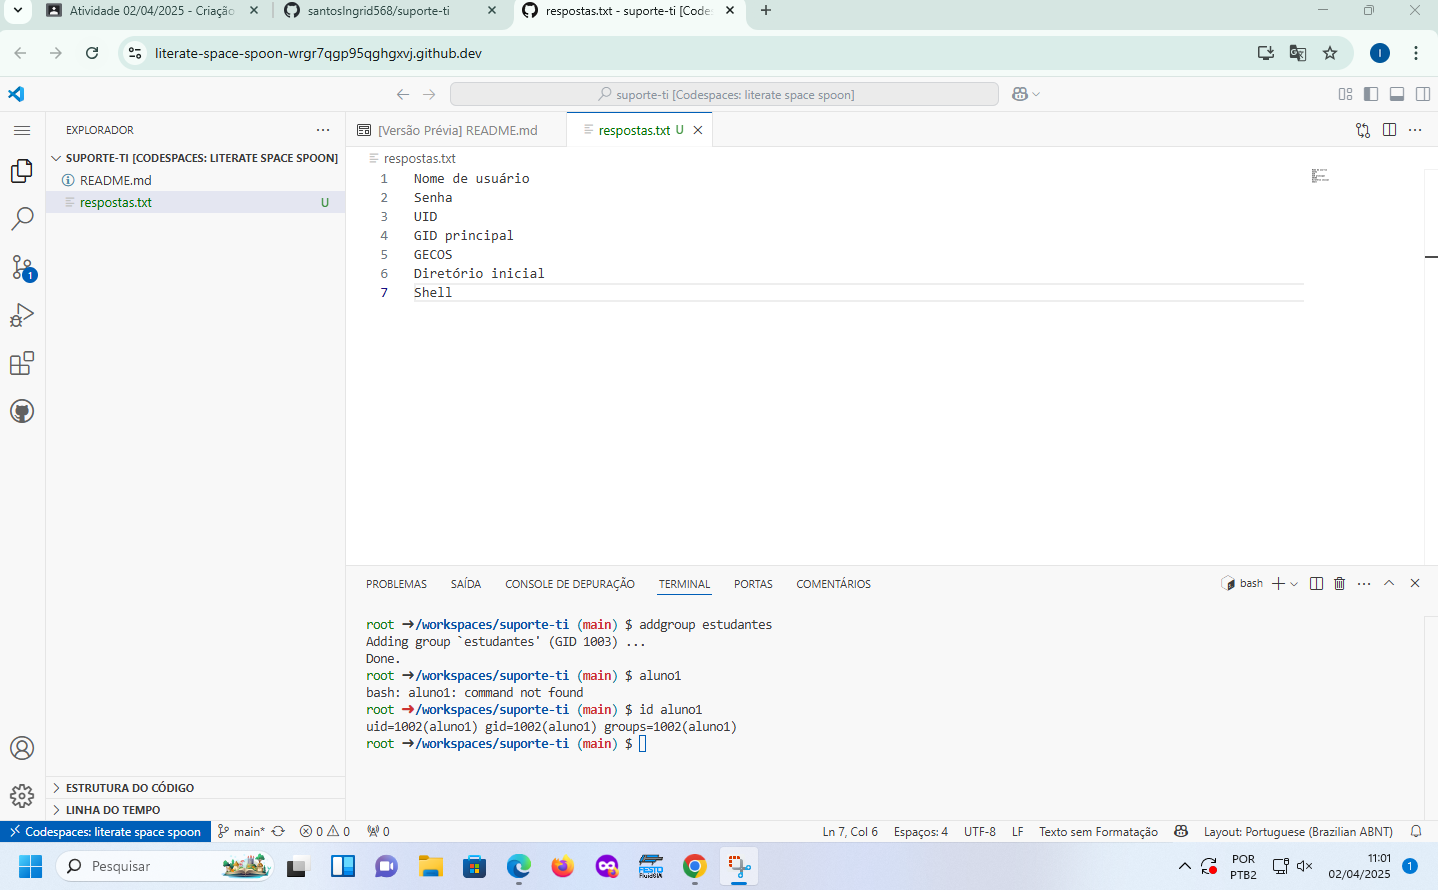 Atividade 02/04/2025 - Criação
santosIngrid568/suporte-ti
respostas.txt - suporte-ti [Code
literate-space-spoon-wrgr7qgp95qghgxvj.github.dev
I
suporte-ti [Codespaces: literate space spoon]
EXPLORADOR
SUPORTE-TI [CODESPACES: LITERATE SPACE SPOON]
README.md
respostas.txt U
1
[Versão Prévia] README.md
respostas.txt U
respostas.txt
1 Nome de usuário
2 Senha
3 UID
4 GID principal
5 GECOS
6 Diretório inicial
7 Shell
PROBLEMAS SAÍDA CONSOLE DE DEPURAÇÃO TERMINAL PORTAS COMENTÁRIOS
bash
root ➜/workspaces/suporte-ti (main) $ addgroup estudantes
Adding group `estudantes' (GID 1003) ...
Done.
root ➜/workspaces/suporte-ti (main) $ aluno1
bash: aluno1: command not found
root ➜/workspaces/suporte-ti (main) $ id aluno1
uid=1002(aluno1) gid=1002(aluno1) groups=1002(aluno1)
root ➜/workspaces/suporte-ti (main) $
ESTRUTURA DO CÓDIGO
LINHA DO TEMPO
Codespaces: literate space spoon main* 0 0 0 Ln 7, Col 6 Espaços: 4 UTF-8 LF Texto sem Formatação Layout: Portuguese (Brazilian ABNT)
Pesquisar
FESTO
FluidSIM
POR
PTB2
11:01
02/04/2025
1